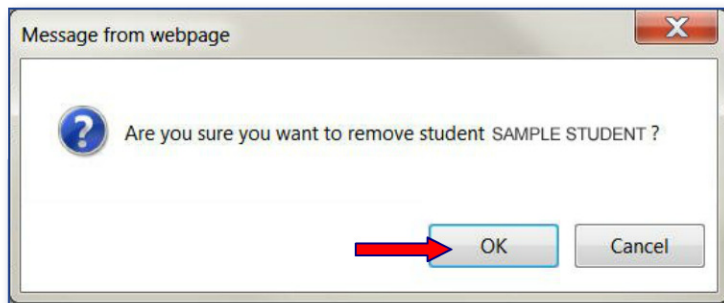 Message from webpage
Are you sure you want to remove student SAMPLE STUDENT ?
OK
Cancel